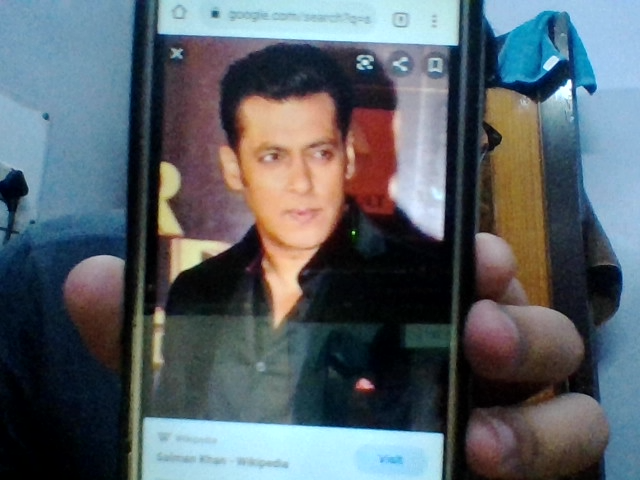 google.com/search?q=s
R
Wikipedia
Salman Khan - Wikipedia
Visit